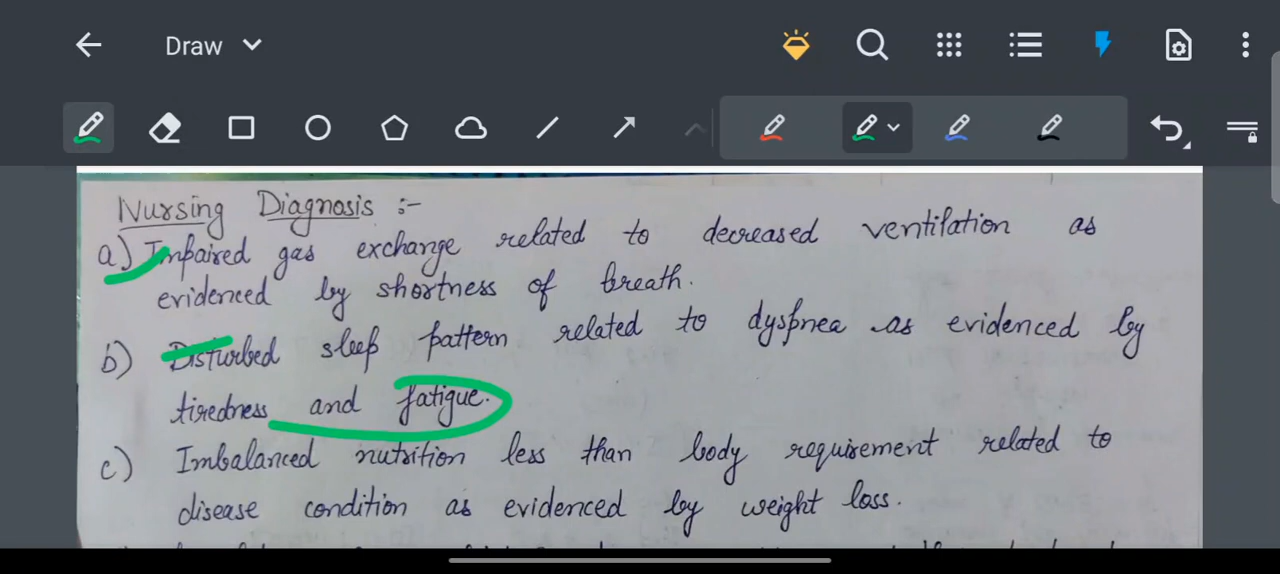 Draw
Nursing Diagnosis :-
a) Impaired gas exchange related to decreased ventilation as
evidenced by shortness of breath.
b) Disturbed sleep pattern related to dyspnea as evidenced by
tiredness and fatigue.
c) Imbalanced nutrition less than body requirement related to
disease condition as evidenced by weight loss.